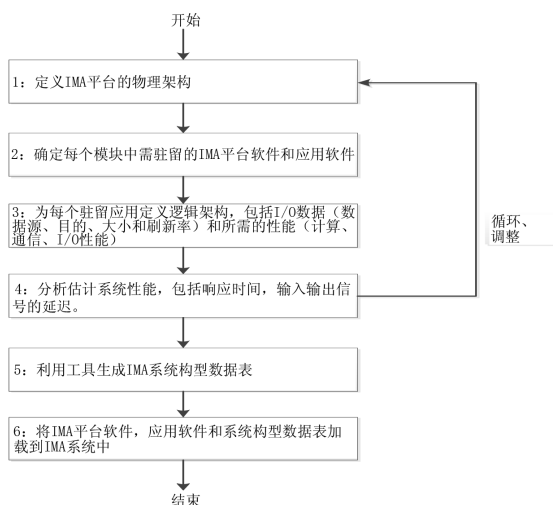 开始
1：定义IMA平台的物理架构
2：确定每个模块中需驻留的IMA平台软件和应用软件
3：为每个驻留应用定义逻辑架构，包括I/O数据（数
据源、目的、大小和刷新率）和所需的性能（计算、
通信、I/O性能）
循环、
调整
4：分析估计系统性能，包括响应时间，输入输出信
号的延迟。
5：利用工具生成IMA系统构型数据表
6：将IMA平台软件，应用软件和系统构型数据表加
载到IMA系统中
结束